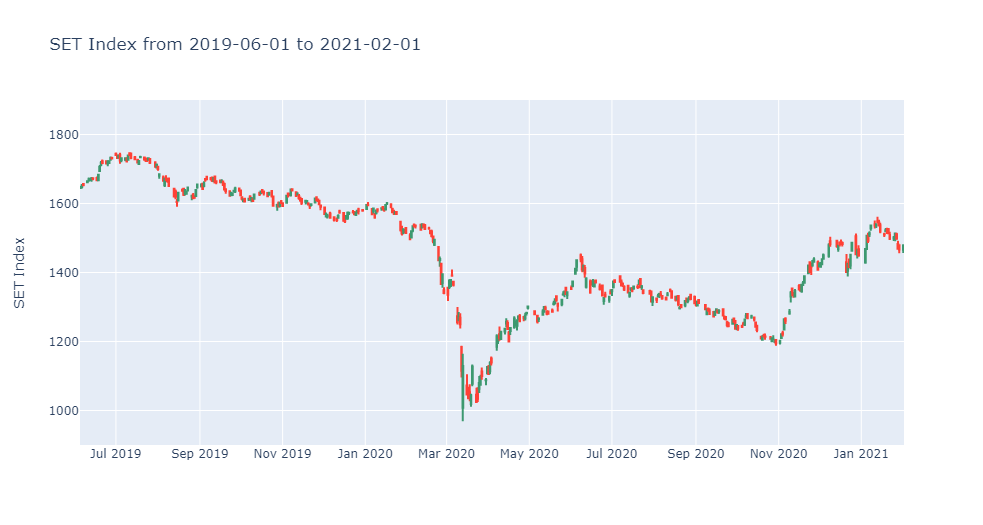 SET Index from 2019-06-01 to 2021-02-01
SET Index
1800
1600
1400
1200
1000
Jul 2019 Sep 2019 Nov 2019 Jan 2020 Mar 2020 May 2020 Jul 2020 Sep 2020 Nov 2020 Jan 2021